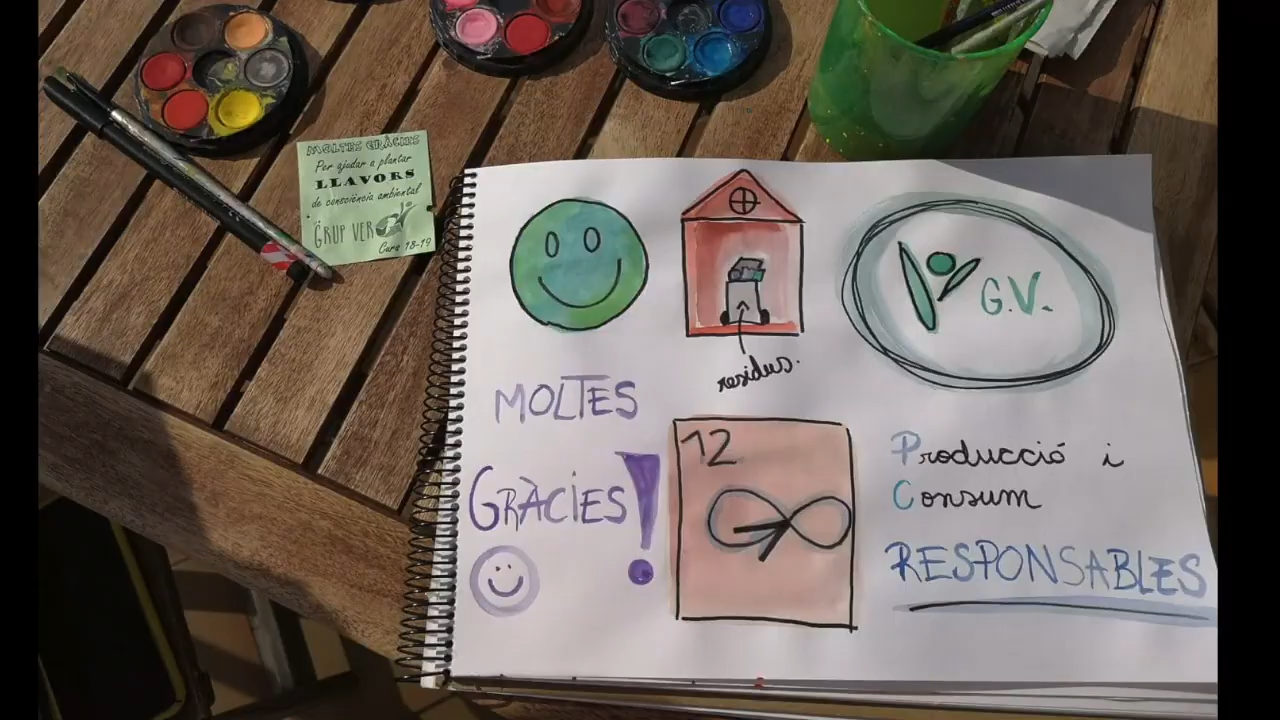 MOLTES GRÀCIES
Per ajudar a plantar
LLAVORS
de consciència ambiental
GRUP VERD
Curs 18-19
residus.
G.V.
MOLTES
GRÀCIES!
12
Producció i
Consum
RESPONSABLES